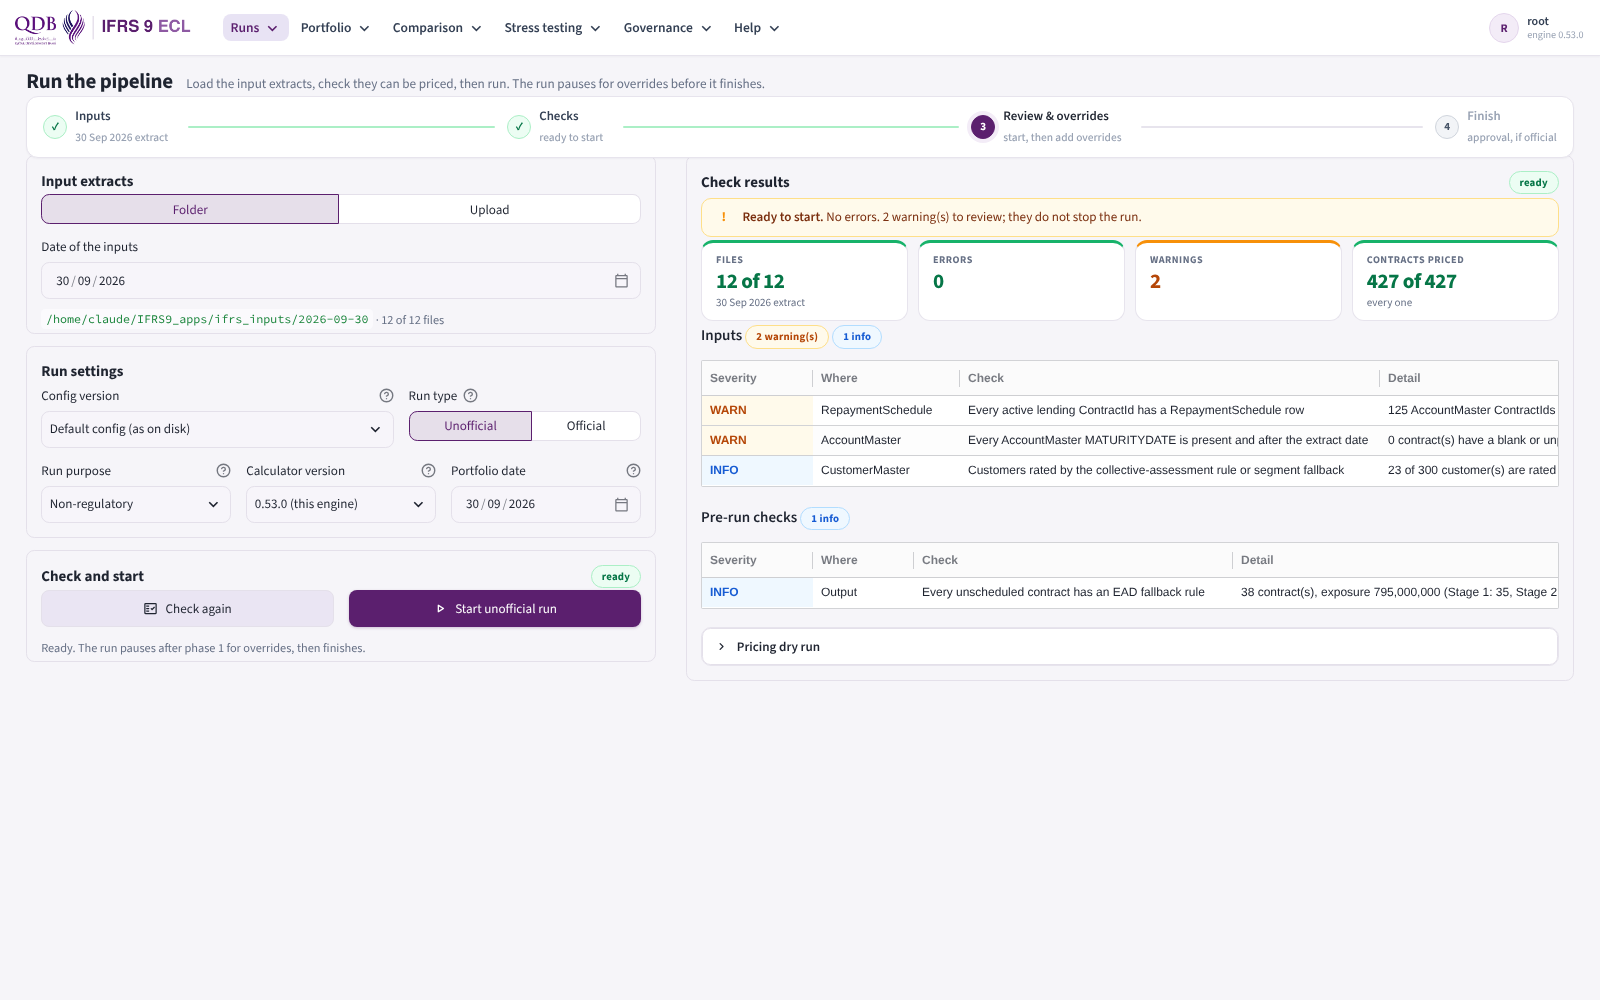 QDB
IFRS 9 ECL
Runs
Portfolio
Comparison
Stress testing
Governance
Help
R
root
engine 0.53.0
Run the pipeline
Load the input extracts, check they can be priced, then run. The run pauses for overrides before it finishes.
✓
Inputs
30 Sep 2026 extract
✓
Checks
ready to start
3
Review & overrides
start, then add overrides
4
Finish
approval, if official
Input extracts
Folder
Upload
Date of the inputs
30 / 09 / 2026
/home/claude/IFRS9_apps/ifrs_inputs/2026-09-30 · 12 of 12 files
Run settings
Config version
Default config (as on disk)
Run type
Unofficial
Official
Run purpose
Non-regulatory
Calculator version
0.53.0 (this engine)
Portfolio date
30 / 09 / 2026
Check and start
ready
Check again
Start unofficial run
Ready. The run pauses after phase 1 for overrides, then finishes.
Check results
ready
! Ready to start. No errors. 2 warning(s) to review; they do not stop the run.
FILES
12 of 12
30 Sep 2026 extract
ERRORS
0
WARNINGS
2
CONTRACTS PRICED
427 of 427
every one
Inputs 2 warning(s) 1 info
Severity Where Check Detail
WARN RepaymentSchedule Every active lending ContractId has a RepaymentSchedule row 125 AccountMaster ContractIds
WARN AccountMaster Every AccountMaster MATURITYDATE is present and after the extract date 0 contract(s) have a blank or
INFO CustomerMaster Customers rated by the collective-assessment rule or segment fallback 23 of 300 customer(s) are rated
Pre-run checks 1 info
Severity Where Check Detail
INFO Output Every unscheduled contract has an EAD fallback rule 38 contract(s), exposure 795,000,000 (Stage 1: 35, Stage 2
Pricing dry run